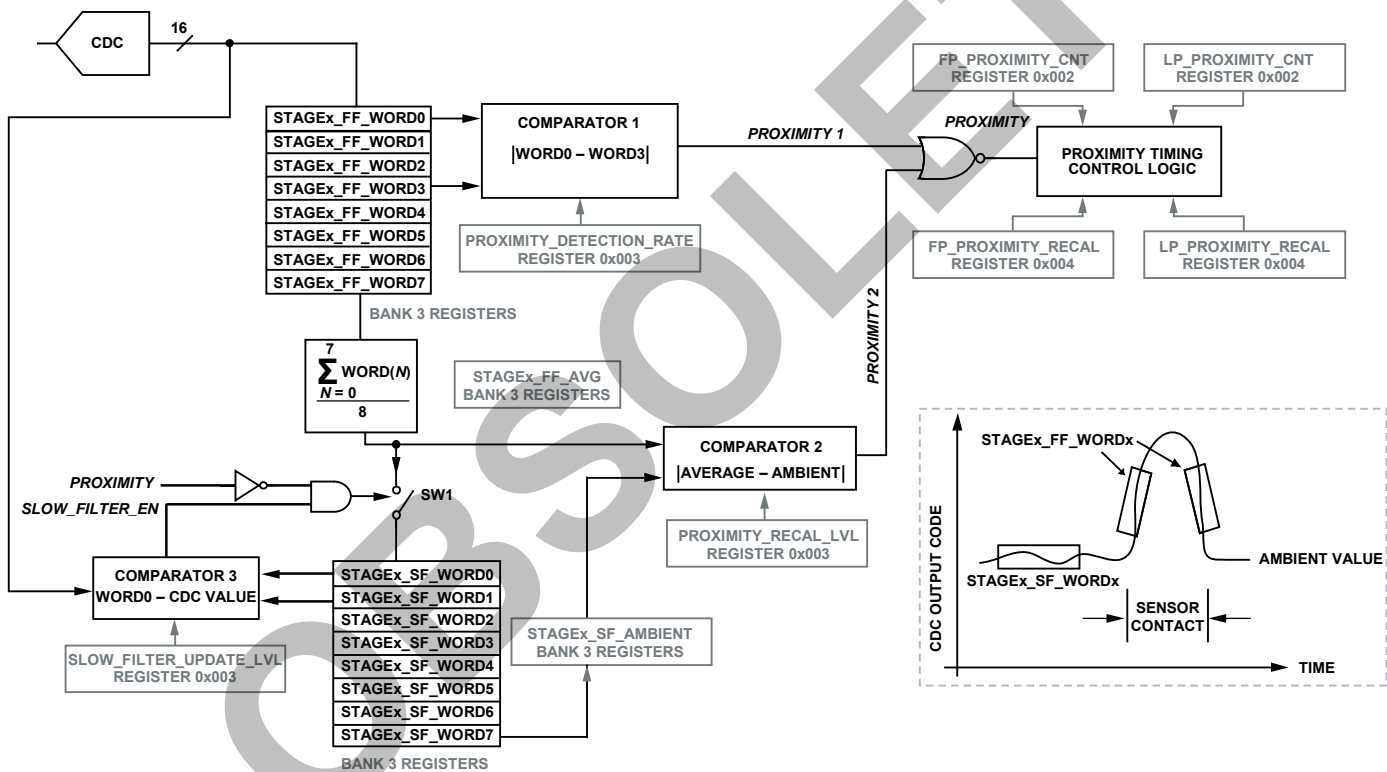 CDC
16
STAGEx_FF_WORD0
STAGEx_FF_WORD1
STAGEx_FF_WORD2
STAGEx_FF_WORD3
STAGEx_FF_WORD4
STAGEx_FF_WORD5
STAGEx_FF_WORD6
STAGEx_FF_WORD7
BANK 3 REGISTERS
COMPARATOR 1
|WORD0 – WORD3|
PROXIMITY_DETECTION_RATE
REGISTER 0x003
PROXIMITY 1
PROXIMITY
FP_PROXIMITY_CNT
REGISTER 0x002
LP_PROXIMITY_CNT
REGISTER 0x002
PROXIMITY TIMING
CONTROL LOGIC
FP_PROXIMITY_RECAL
REGISTER 0x004
LP_PROXIMITY_RECAL
REGISTER 0x004
7
Σ WORD(N)
N = 0
8
STAGEx_FF_AVG
BANK 3 REGISTERS
PROXIMITY 2
COMPARATOR 2
|AVERAGE – AMBIENT|
PROXIMITY_RECAL_LVL
REGISTER 0x003
PROXIMITY
SLOW_FILTER_EN
SW1
COMPARATOR 3
WORD0 – CDC VALUE
SLOW_FILTER_UPDATE_LVL
REGISTER 0x003
STAGEx_SF_WORD0
STAGEx_SF_WORD1
STAGEx_SF_WORD2
STAGEx_SF_WORD3
STAGEx_SF_WORD4
STAGEx_SF_WORD5
STAGEx_SF_WORD6
STAGEx_SF_WORD7
BANK 3 REGISTERS
STAGEx_SF_AMBIENT
BANK 3 REGISTERS
CDC OUTPUT CODE
STAGEx_FF_WORDx
STAGEx_SF_WORDx
AMBIENT VALUE
SENSOR
CONTACT
TIME
OBSOLET